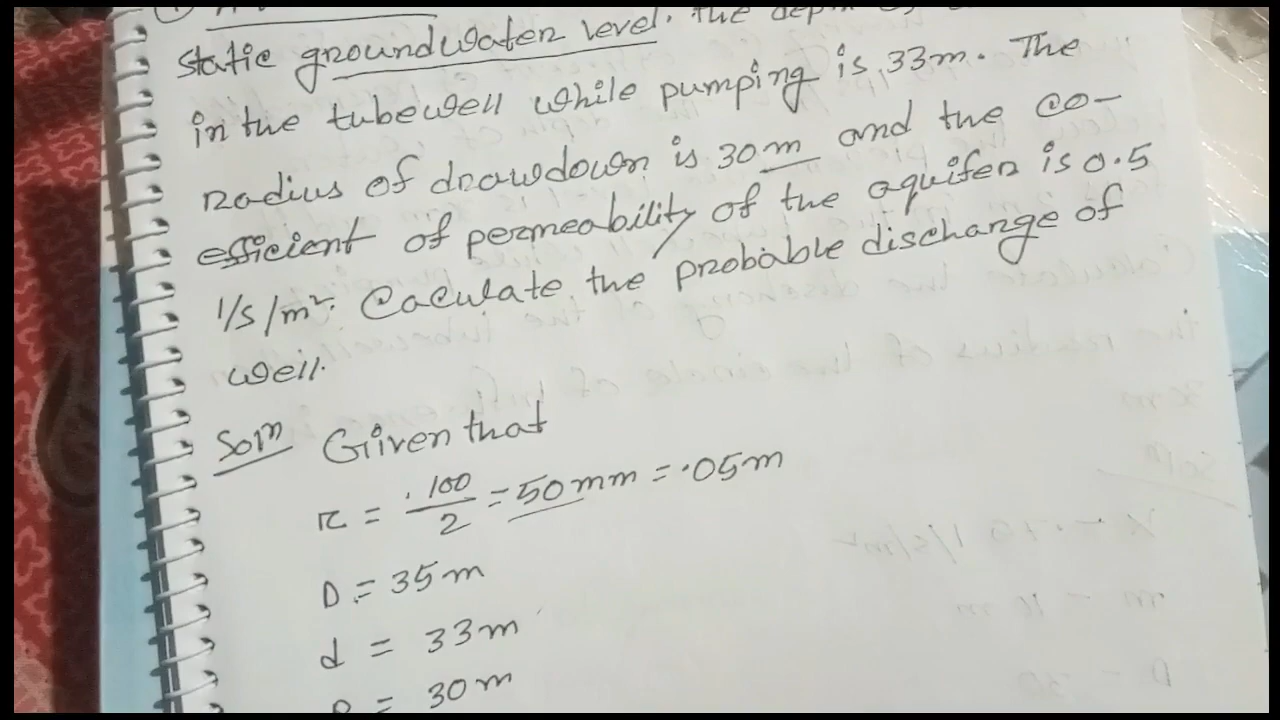 static groundwater level. the depth
in the tubewell while pumping is 33m. The
radius of drawdown is 30m and the co-
efficient of permeability of the aquifer is 0.5
l/s/m². Caculate the probable discharge of
well.
Solⁿ Given that
r = 100/2 = 50mm = .05m
D = 35m
d = 33m
R = 30m